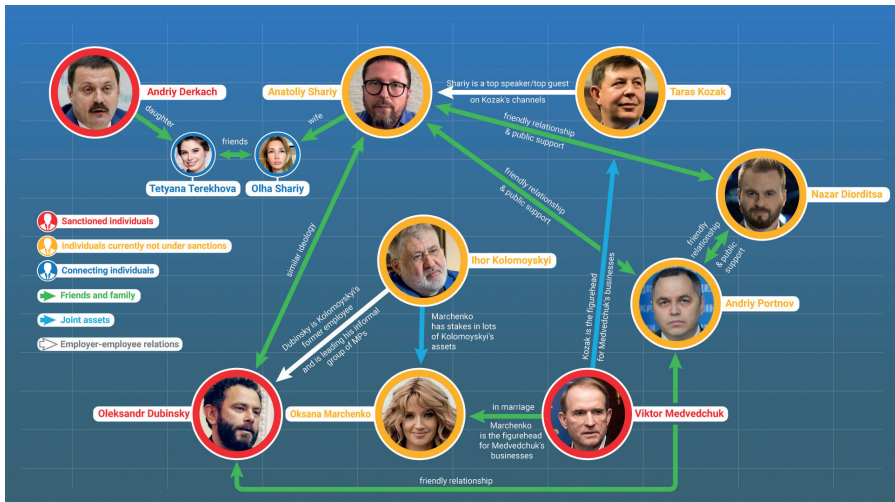 Andriy Derkach
Anatoliy Shariy
Shariy is a top speaker/top guest
on Kozak's channels
Taras Kozak
daughter
friends
wife
Tetyana Terekhova
Olha Shariy
friendly relationship
& public support
friendly relationship
& public support
Nazar Diorditsa
friendly
relationship
& public
support
Sanctioned individuals
Individuals currently not under sanctions
Connecting individuals
Friends and family
Joint assets
Employer-employee relations
similar ideology
Ihor Kolomoyskyi
Andriy Portnov
Dubinsky is Kolomoyski's
former employee
and is leading his informal
group of MPs
Marchenko
has stakes in lots
of Kolomoyskyi's
assets
Kozak is the figurehead
for Medvedchuk's businesses
Oleksandr Dubinsky
Oksana Marchenko
in marriage
Marchenko
is the figurehead
for Medvedchuk's
businesses
Viktor Medvedchuk
friendly relationship